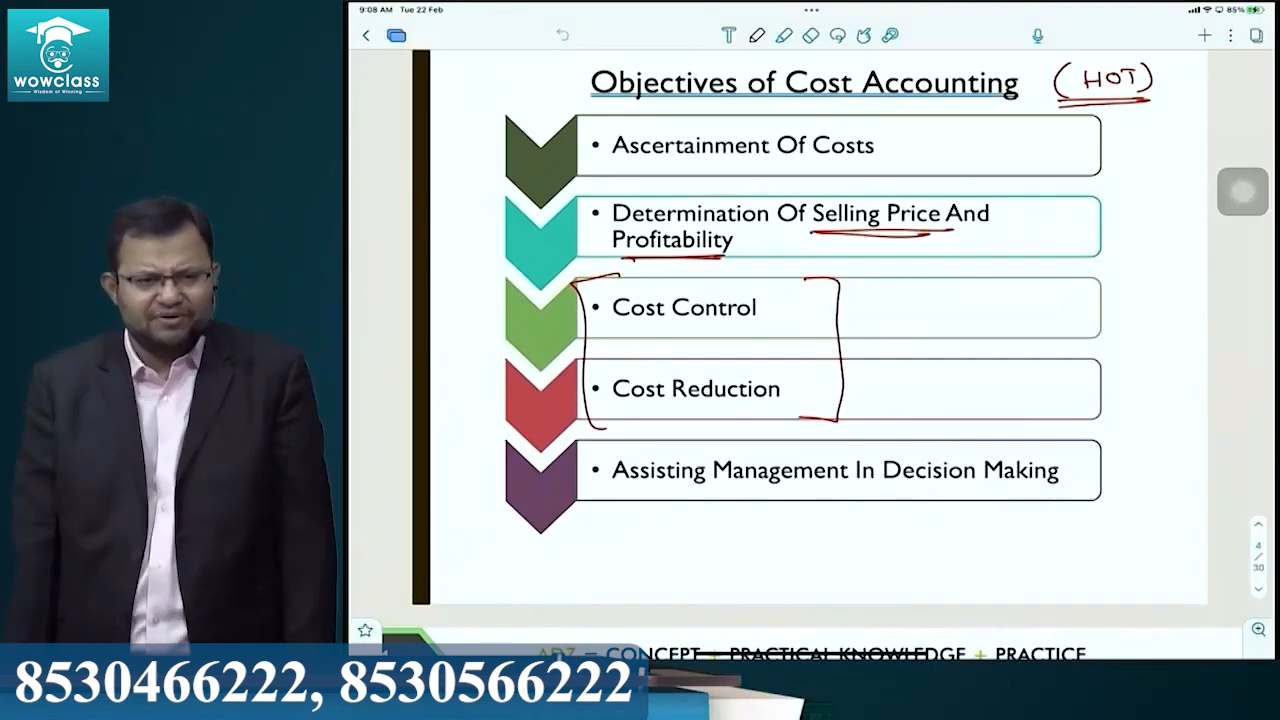 wowclass
Wisdom of Winning
9:08 AM Tue 22 Feb
85%
T
Objectives of Cost Accounting (HOT)
• Ascertainment Of Costs
• Determination Of Selling Price And
Profitability
• Cost Control
• Cost Reduction
• Assisting Management In Decision Making
4
/
30
= CONCEPT + PRACTICAL KNOWLEDGE + PRACTICE
8530466222, 8530566222